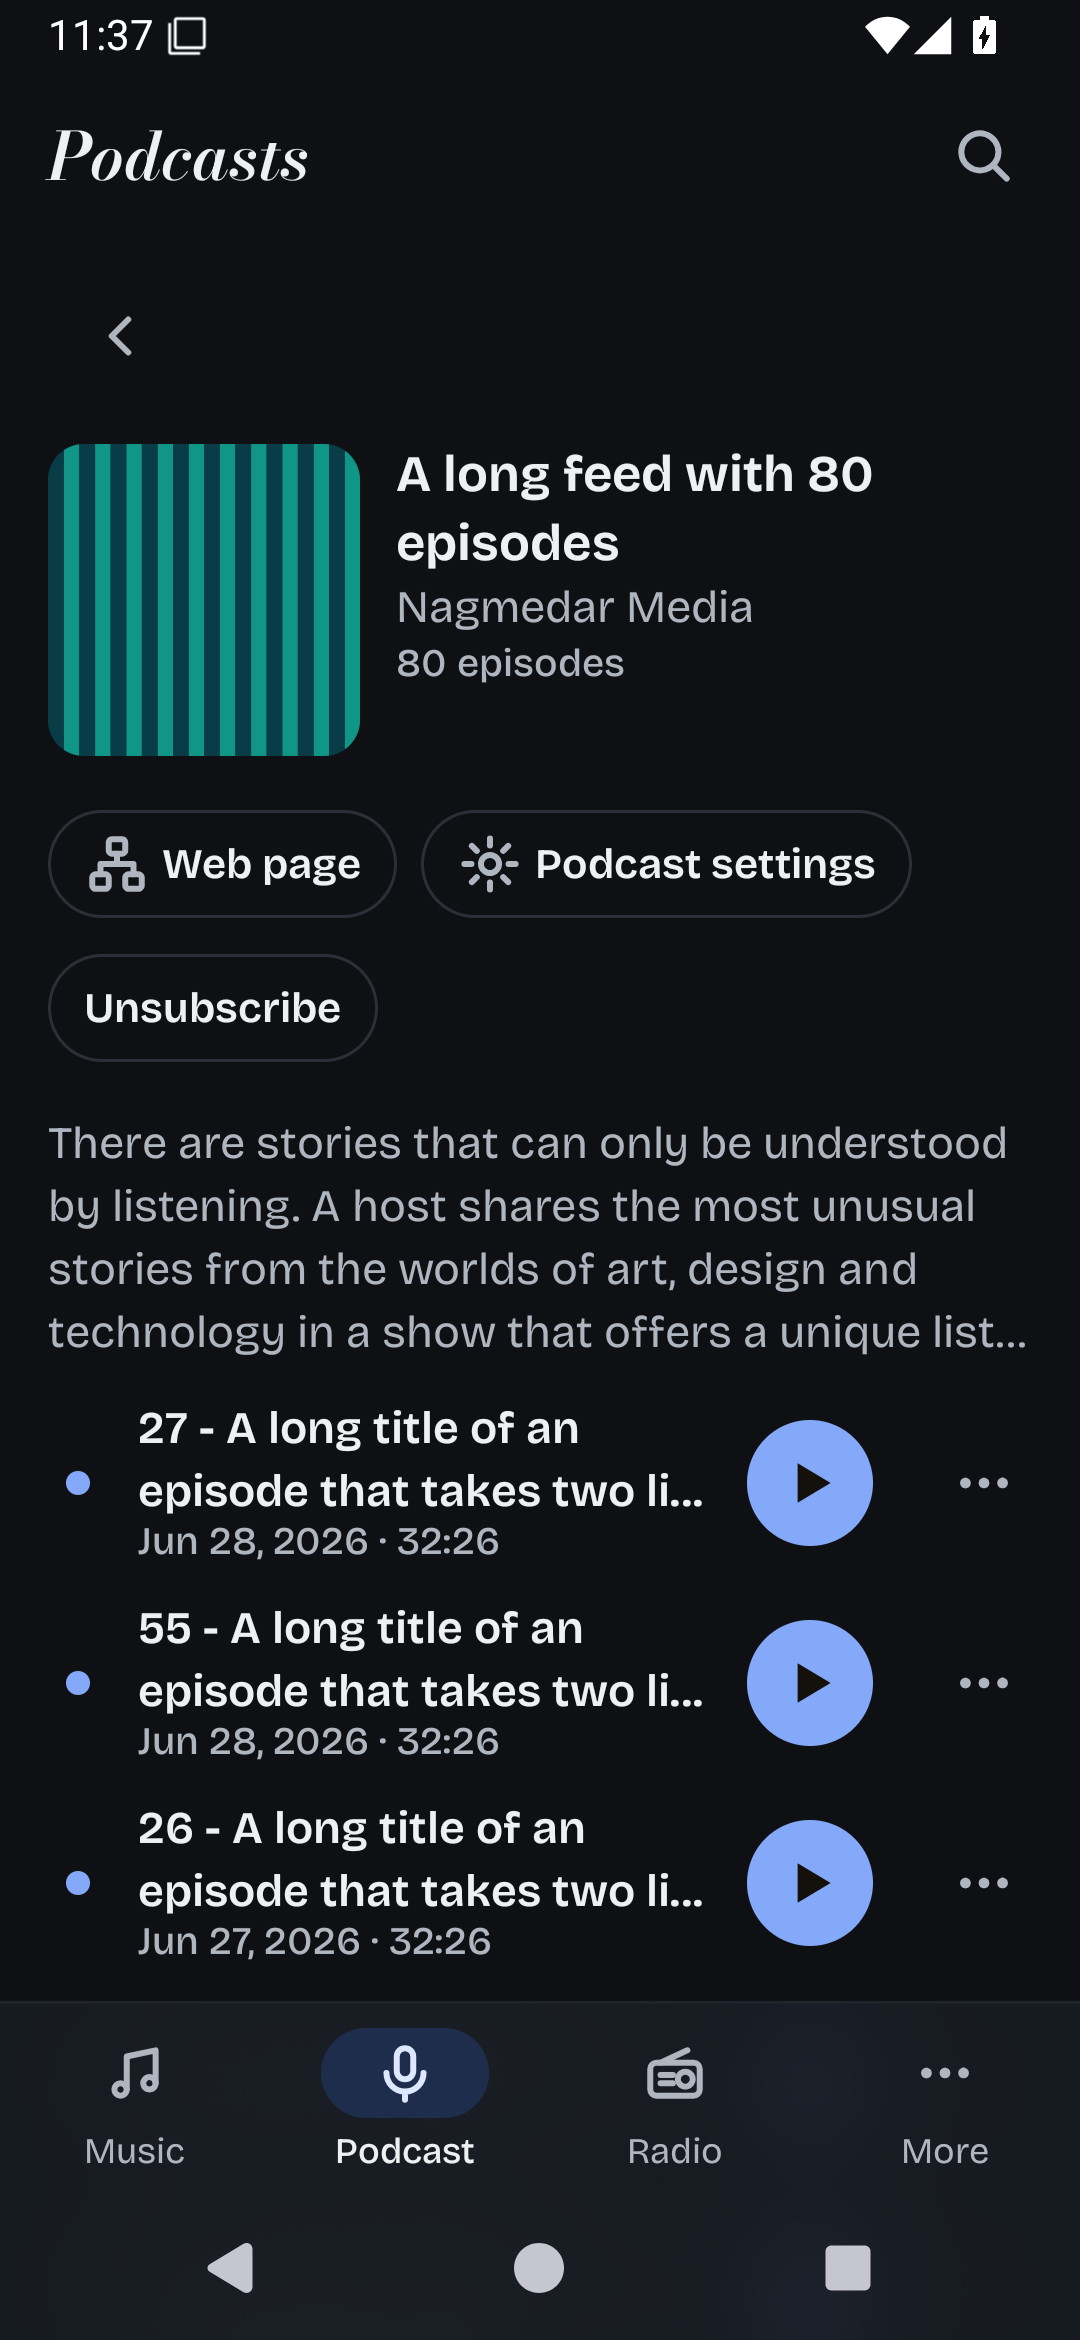 11:37
Podcasts
A long feed with 80
episodes
Nagmedar Media
80 episodes
Web page
Podcast settings
Unsubscribe
There are stories that can only be understood
by listening. A host shares the most unusual
stories from the worlds of art, design and
technology in a show that offers a unique list...
27 - A long title of an
episode that takes two li...
Jun 28, 2026 · 32:26
55 - A long title of an
episode that takes two li...
Jun 28, 2026 · 32:26
26 - A long title of an
episode that takes two li...
Jun 27, 2026 · 32:26
Music
Podcast
Radio
More